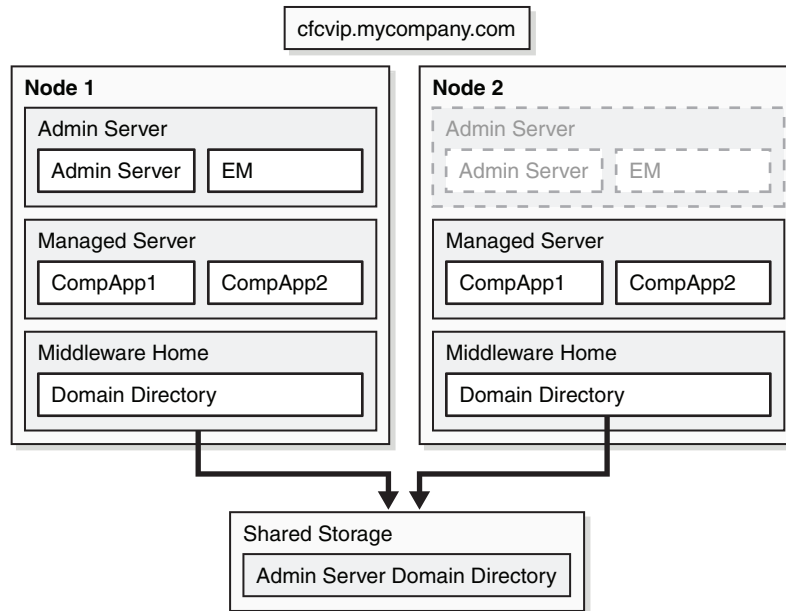 cfcvip.mycompany.com
Node 1
Admin Server
Admin Server
EM
Managed Server
CompApp1
CompApp2
Middleware Home
Domain Directory
Node 2
Admin Server
Admin Server
EM
Managed Server
CompApp1
CompApp2
Middleware Home
Domain Directory
Shared Storage
Admin Server Domain Directory